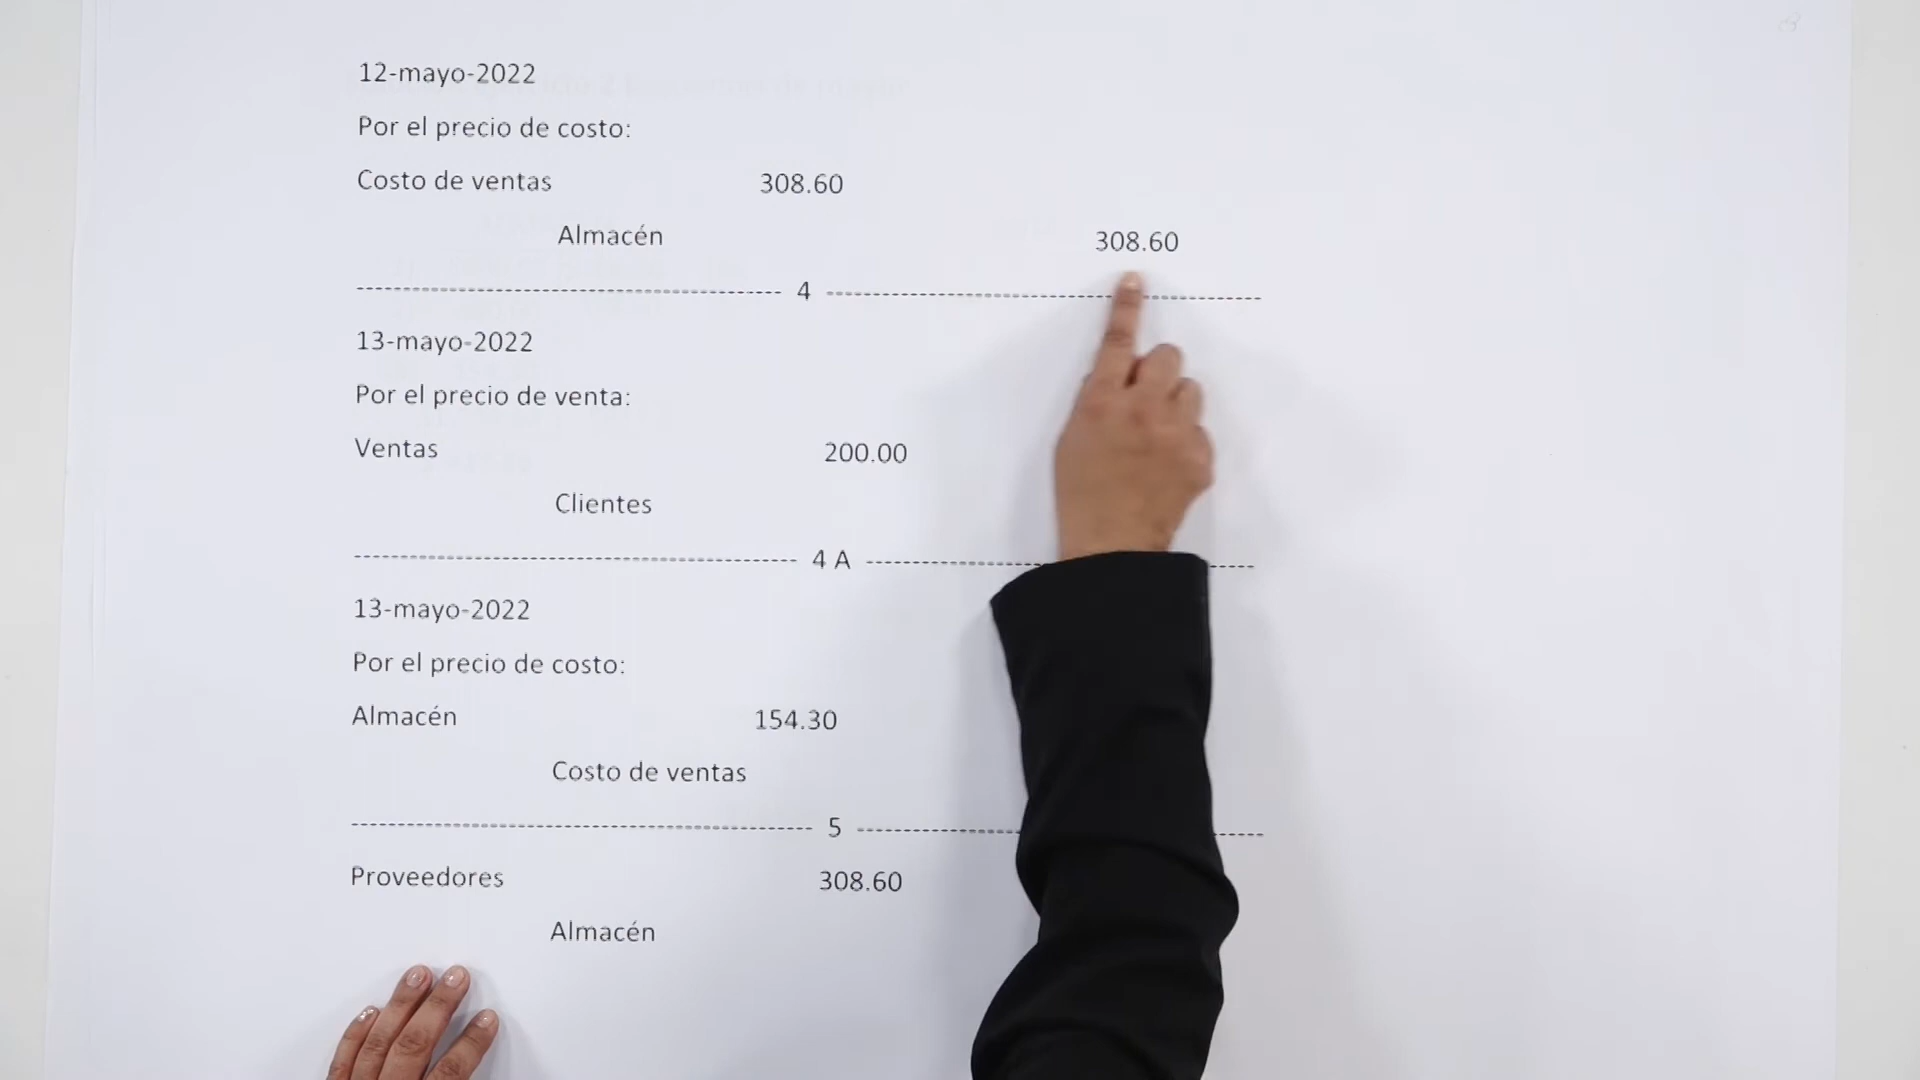 12-mayo-2022
Por el precio de costo:
Costo de ventas 308.60
Almacén 308.60
4
13-mayo-2022
Por el precio de venta:
Ventas 200.00
Clientes
4 A
13-mayo-2022
Por el precio de costo:
Almacén 154.30
Costo de ventas
5
Proveedores 308.60
Almacén